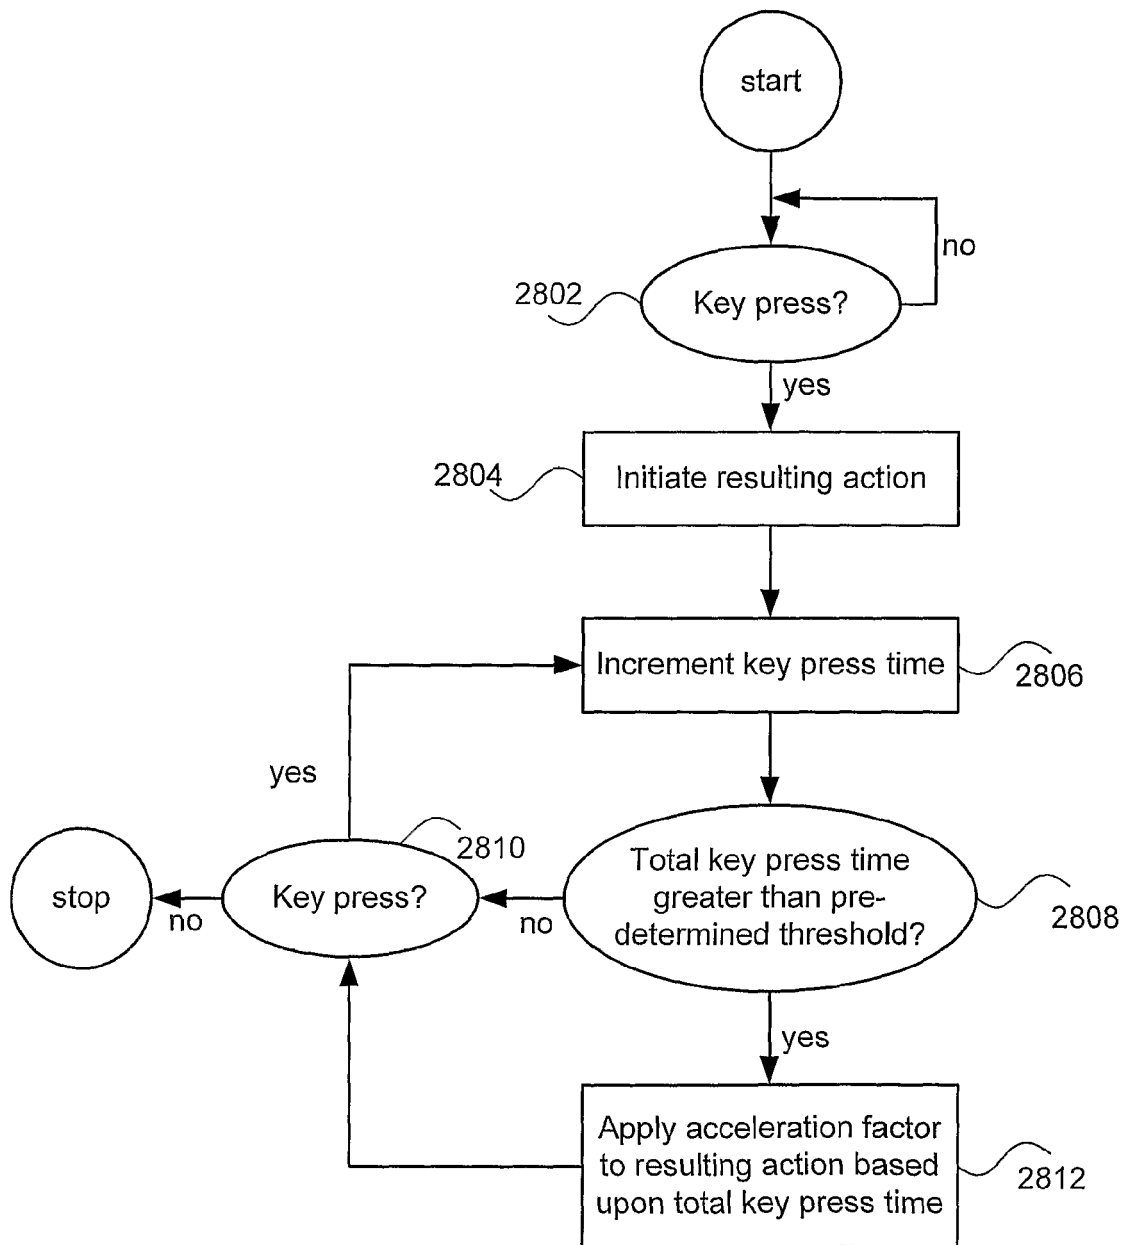 start
no
2802
Key press?
yes
2804
Initiate resulting action
Increment key press time
2806
yes
2810
Total key press time
greater than pre-
determined threshold?
2808
stop
no
Key press?
no
yes
Apply acceleration factor
to resulting action based
upon total key press time
2812